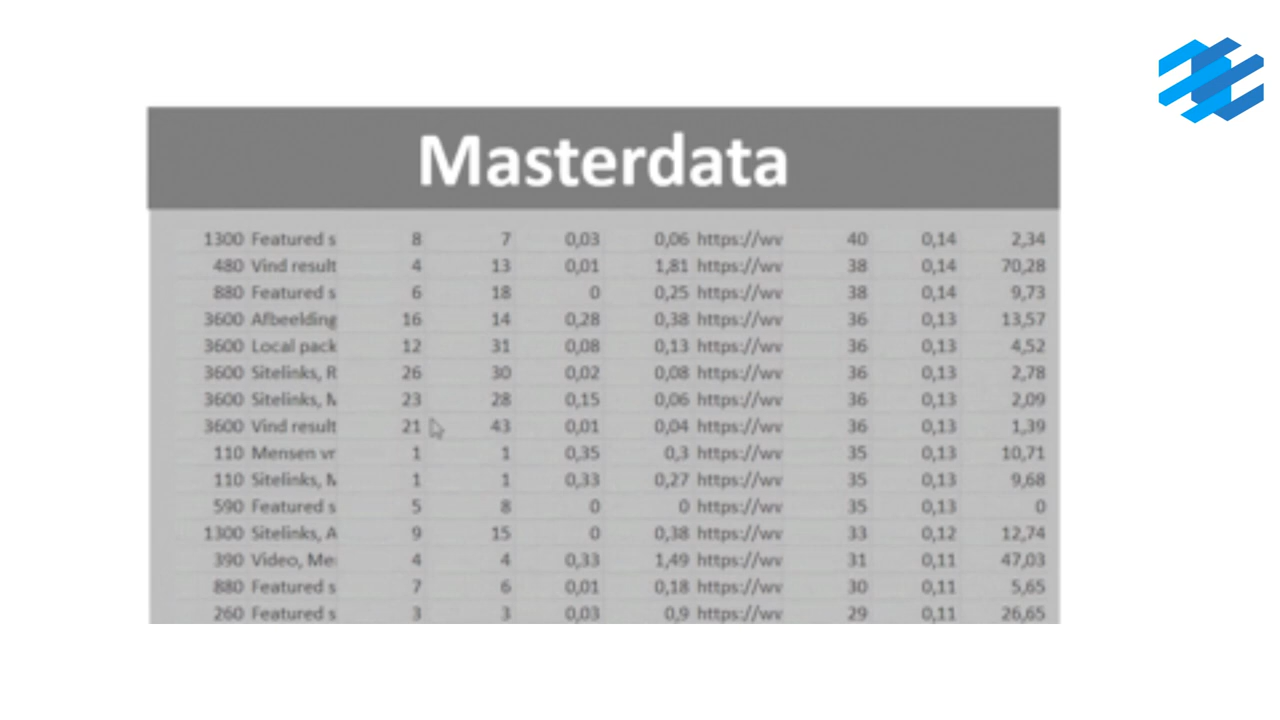 Masterdata
1300 Featured s 8 7 0,03 0,06 https://wv 40 0,14 2,34
480 Vind result 4 13 0,01 1,81 https://wv 38 0,14 70,28
880 Featured s 6 18 0 0,25 https://wv 38 0,14 9,73
3600 Afbeelding 16 14 0,28 0,38 https://wv 36 0,13 13,57
3600 Local pack 12 31 0,08 0,13 https://wv 36 0,13 4,52
3600 Sitelinks, R 26 30 0,02 0,08 https://wv 36 0,13 2,78
3600 Sitelinks, M 23 28 0,15 0,06 https://wv 36 0,13 2,09
3600 Vind result 21 43 0,01 0,04 https://wv 36 0,13 1,39
110 Mensen vr 1 1 0,35 0,3 https://wv 35 0,13 10,71
110 Sitelinks, M 1 1 0,33 0,27 https://wv 35 0,13 9,68
590 Featured s 5 8 0 0 https://wv 35 0,13 0
1300 Sitelinks, A 9 15 0 0,38 https://wv 33 0,12 12,74
390 Video, Me 4 4 0,33 1,49 https://wv 31 0,11 47,03
880 Featured s 7 6 0,01 0,18 https://wv 30 0,11 5,65
260 Featured s 3 3 0,03 0,9 https://wv 29 0,11 26,65